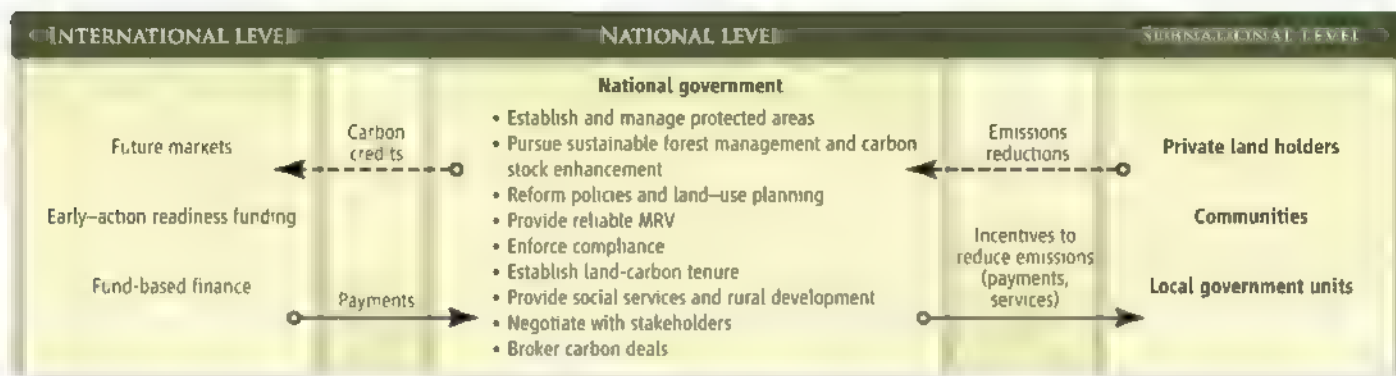 INTERNATIONAL LEVEL
NATIONAL LEVEL
SUBNATIONAL LEVEL
Future markets
Early–action readiness funding
Fund-based finance
Carbon
credits
Payments
National government
• Establish and manage protected areas
• Pursue sustainable forest management and carbon
stock enhancement
• Reform policies and land–use planning
• Provide reliable MRV
• Enforce compliance
• Establish land-carbon tenure
• Provide social services and rural development
• Negotiate with stakeholders
• Broker carbon deals
Emissions
reductions
Incentives to
reduce emissions
(payments,
services)
Private land holders
Communities
Local government units